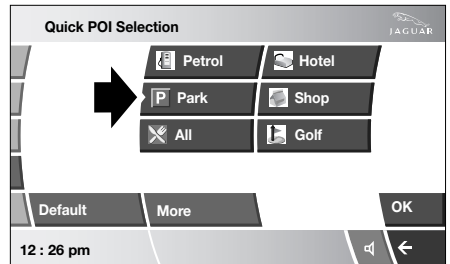 Quick POI Selection
JAGUAR
Petrol Hotel
P Park Shop
All Golf
Default More OK
12 : 26 pm